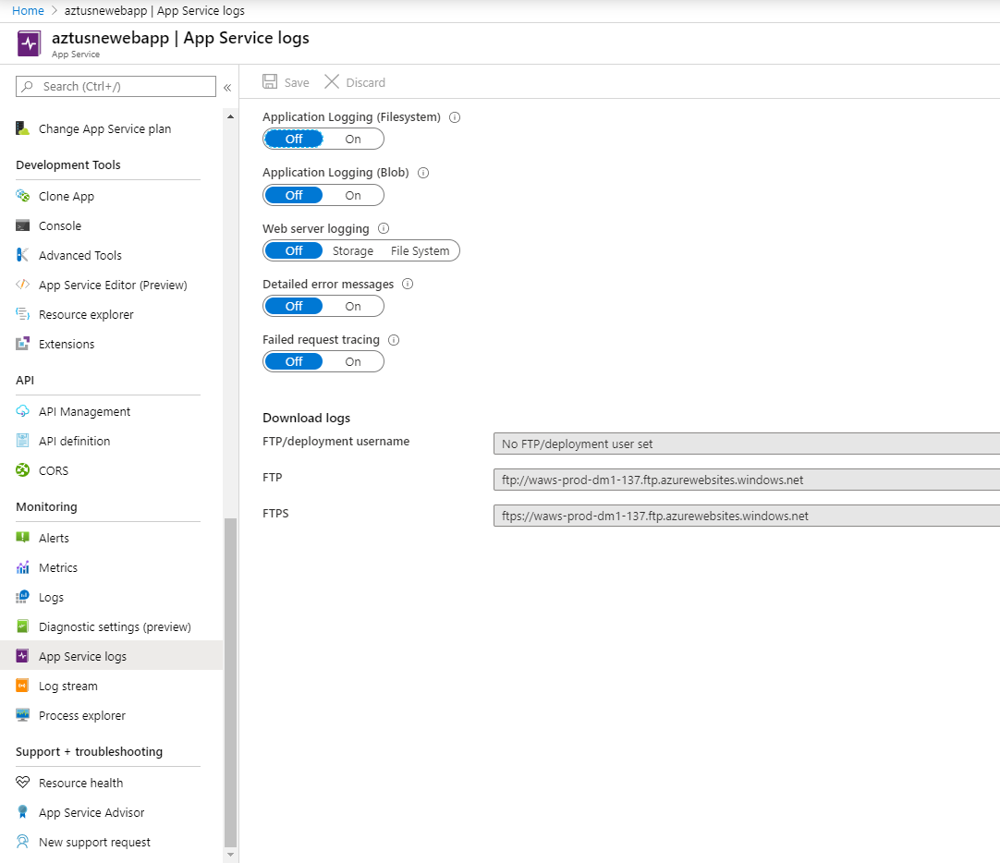 Home > aztusnewebapp | App Service logs
aztusnewebapp | App Service logs
App Service
Search (Ctrl+/)
«
Change App Service plan
Development Tools
Clone App
Console
Advanced Tools
App Service Editor (Preview)
Resource explorer
Extensions
API
API Management
API definition
CORS
Monitoring
Alerts
Metrics
Logs
Diagnostic settings (preview)
App Service logs
Log stream
Process explorer
Support + troubleshooting
Resource health
App Service Advisor
New support request
Save Discard
Application Logging (Filesystem)
Off On
Application Logging (Blob)
Off On
Web server logging
Off Storage File System
Detailed error messages
Off On
Failed request tracing
Off On
Download logs
FTP/deployment username No FTP/deployment user set
FTP ftp://waws-prod-dm1-137.ftp.azurewebsites.windows.net
FTPS ftps://waws-prod-dm1-137.ftp.azurewebsites.windows.net